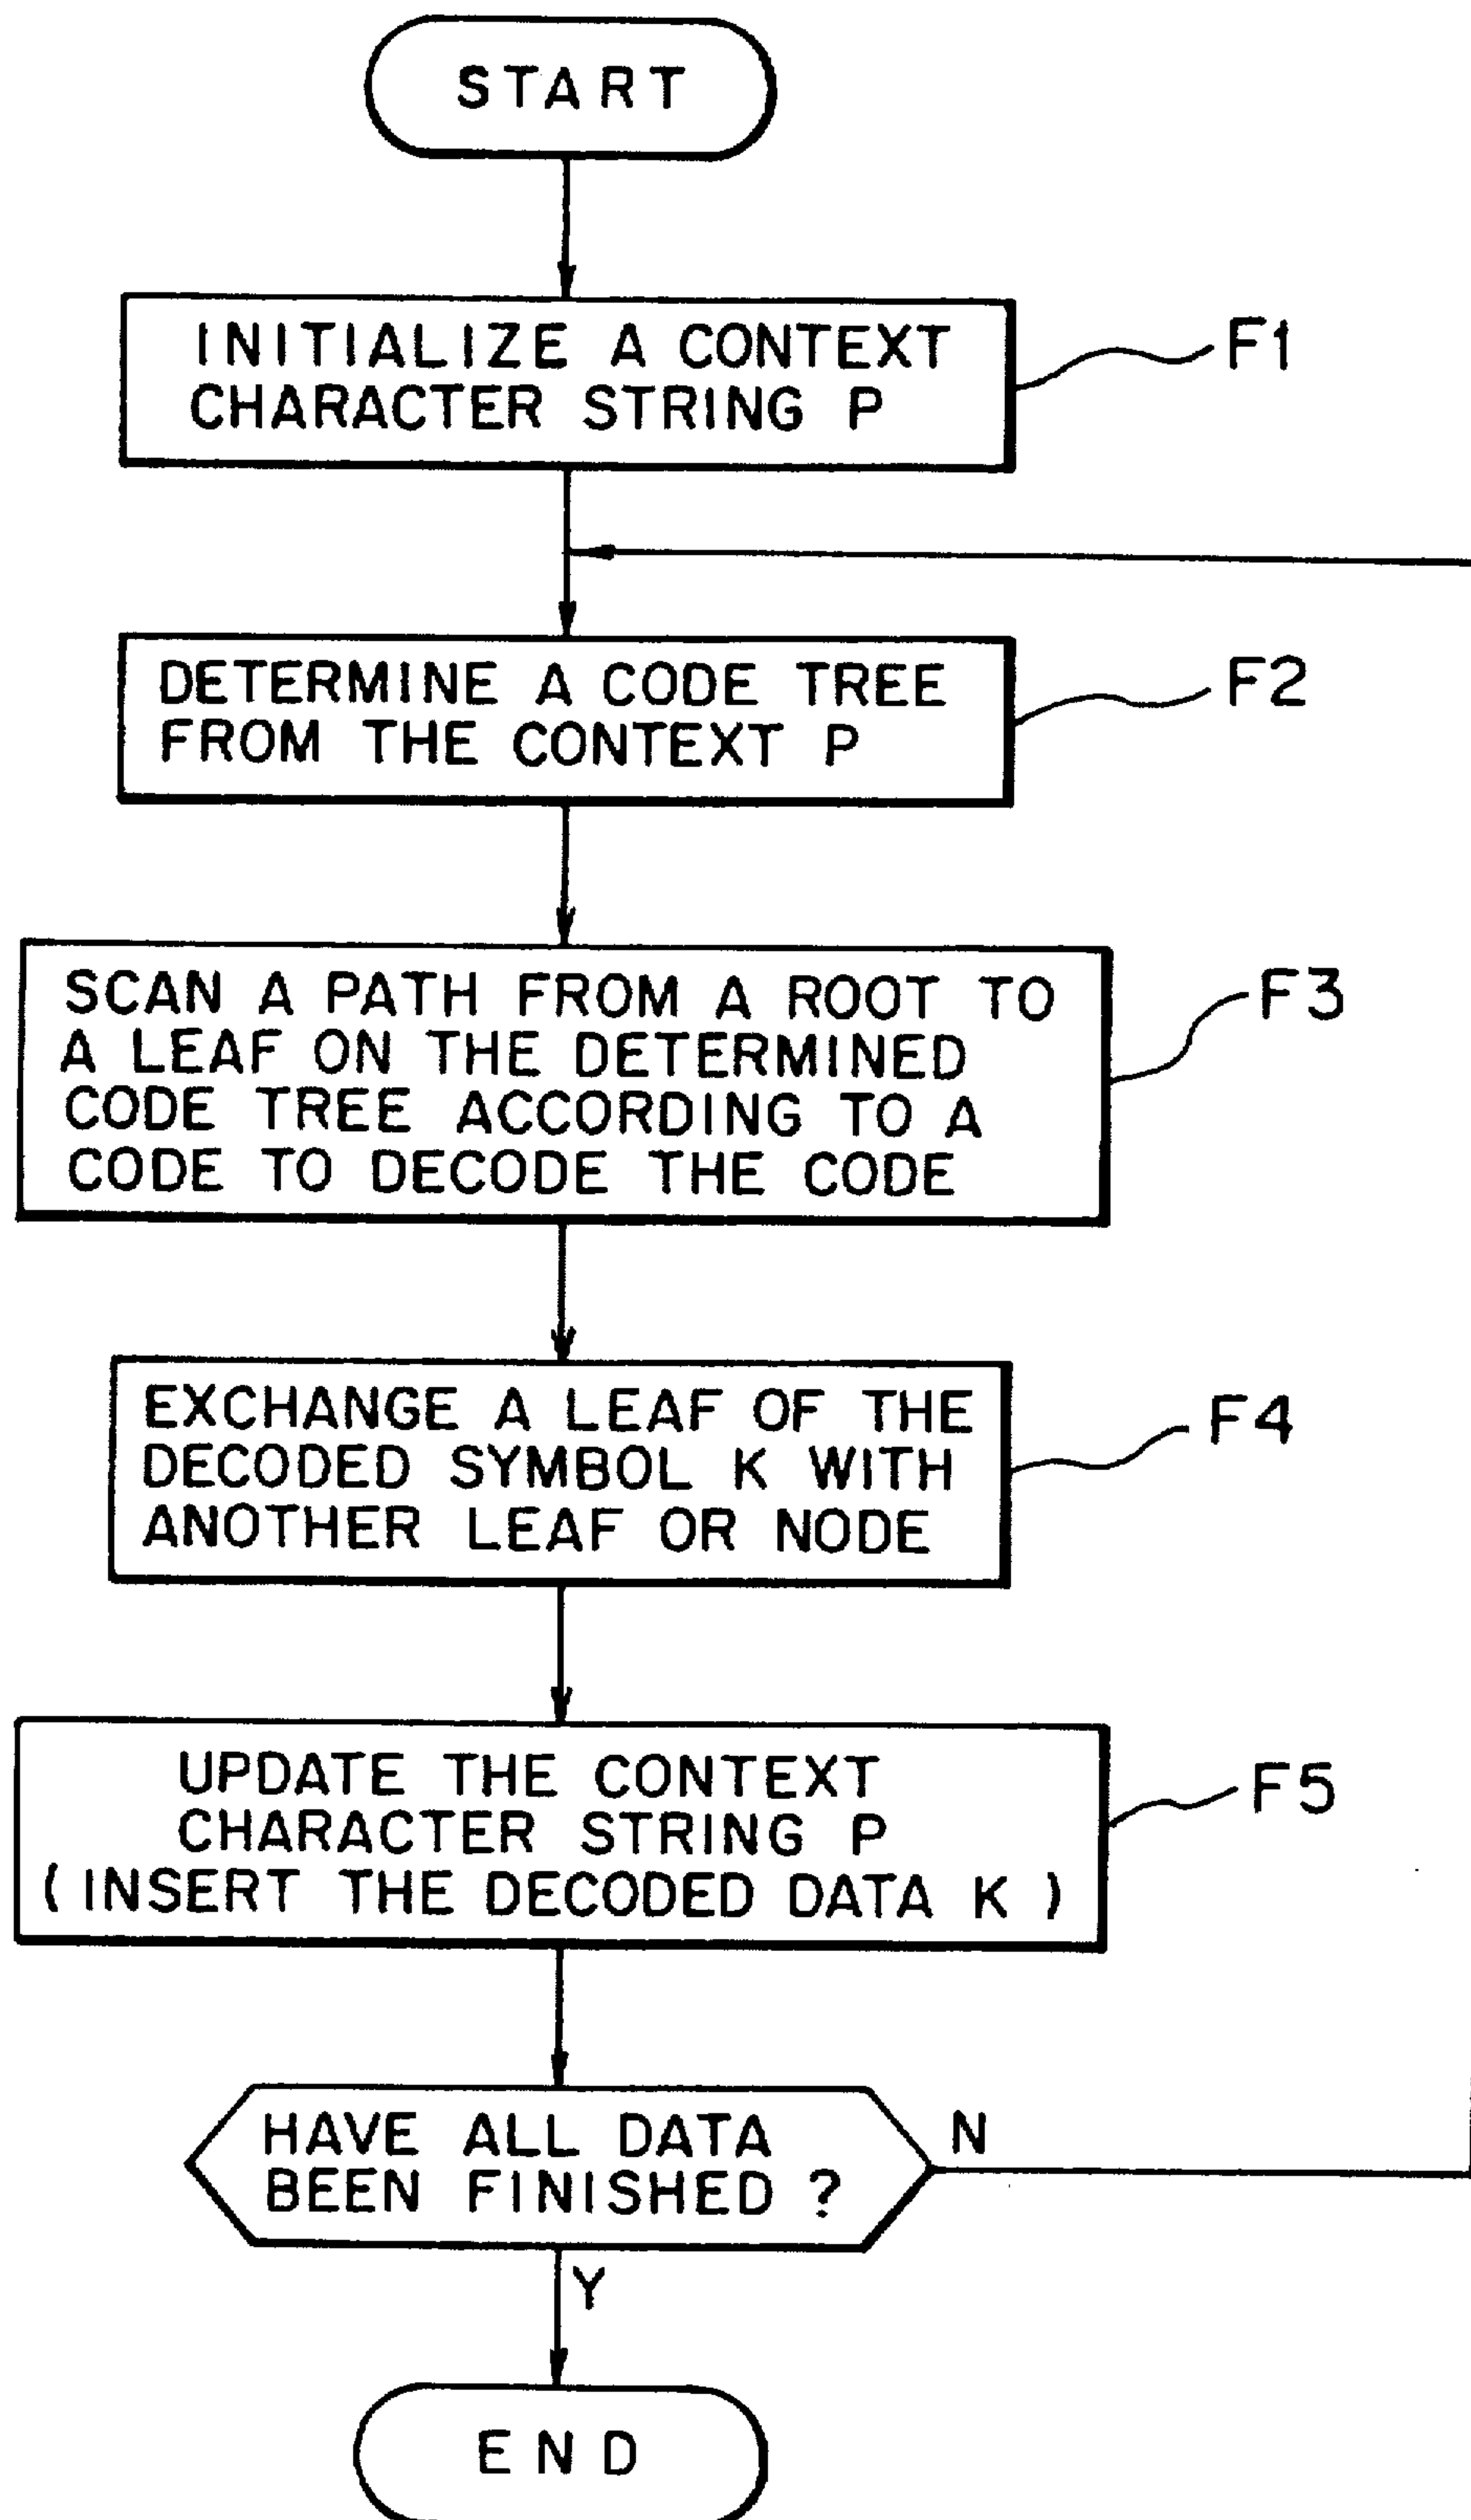 START
INITIALIZE A CONTEXT
CHARACTER STRING P
F1
DETERMINE A CODE TREE
FROM THE CONTEXT P
F2
SCAN A PATH FROM A ROOT TO
A LEAF ON THE DETERMINED
CODE TREE ACCORDING TO A
CODE TO DECODE THE CODE
F3
EXCHANGE A LEAF OF THE
DECODED SYMBOL K WITH
ANOTHER LEAF OR NODE
F4
UPDATE THE CONTEXT
CHARACTER STRING P
(INSERT THE DECODED DATA K)
F5
HAVE ALL DATA
BEEN FINISHED ?
N
Y
END